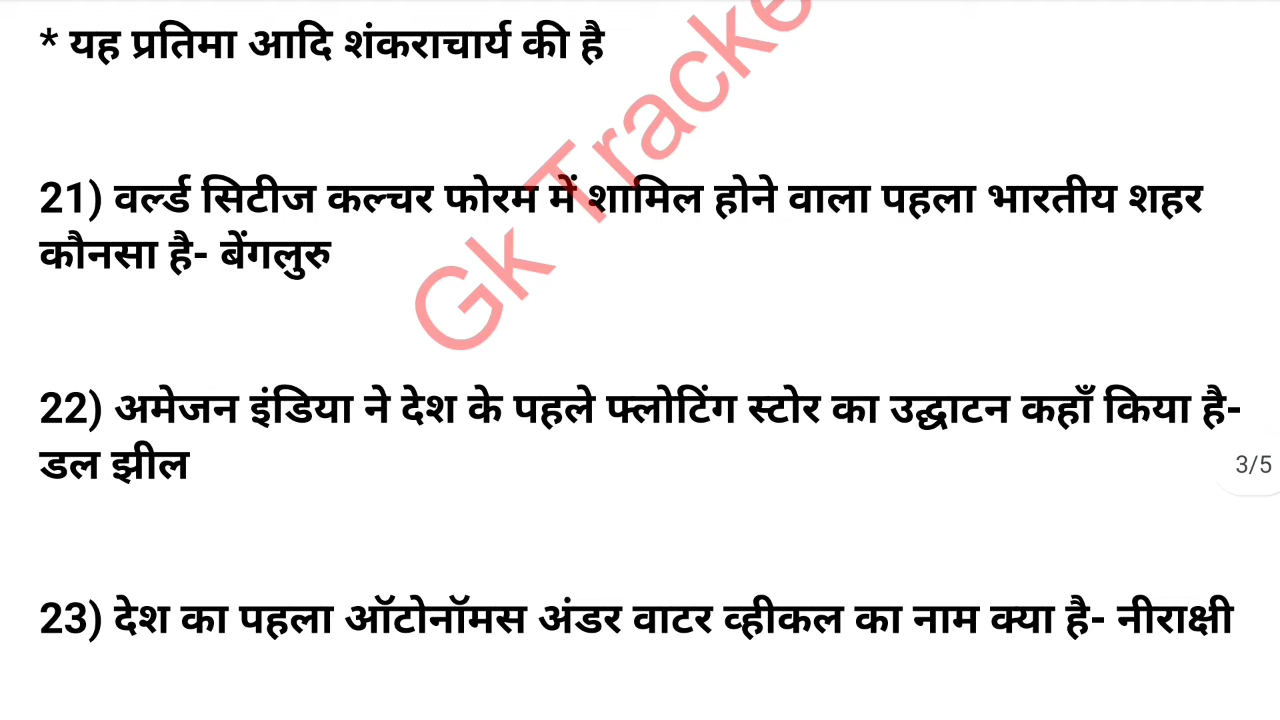 * यह प्रतिमा आदि शंकराचार्य की है
21) वर्ल्ड सिटीज कल्चर फोरम में शामिल होने वाला पहला भारतीय शहर
कौनसा है- बेंगलुरु
22) अमेजन इंडिया ने देश के पहले फ्लोटिंग स्टोर का उद्घाटन कहाँ किया है-
डल झील
3/5
23) देश का पहला ऑटोनॉमस अंडर वाटर व्हीकल का नाम क्या है- नीराक्षी
Gk Tracke